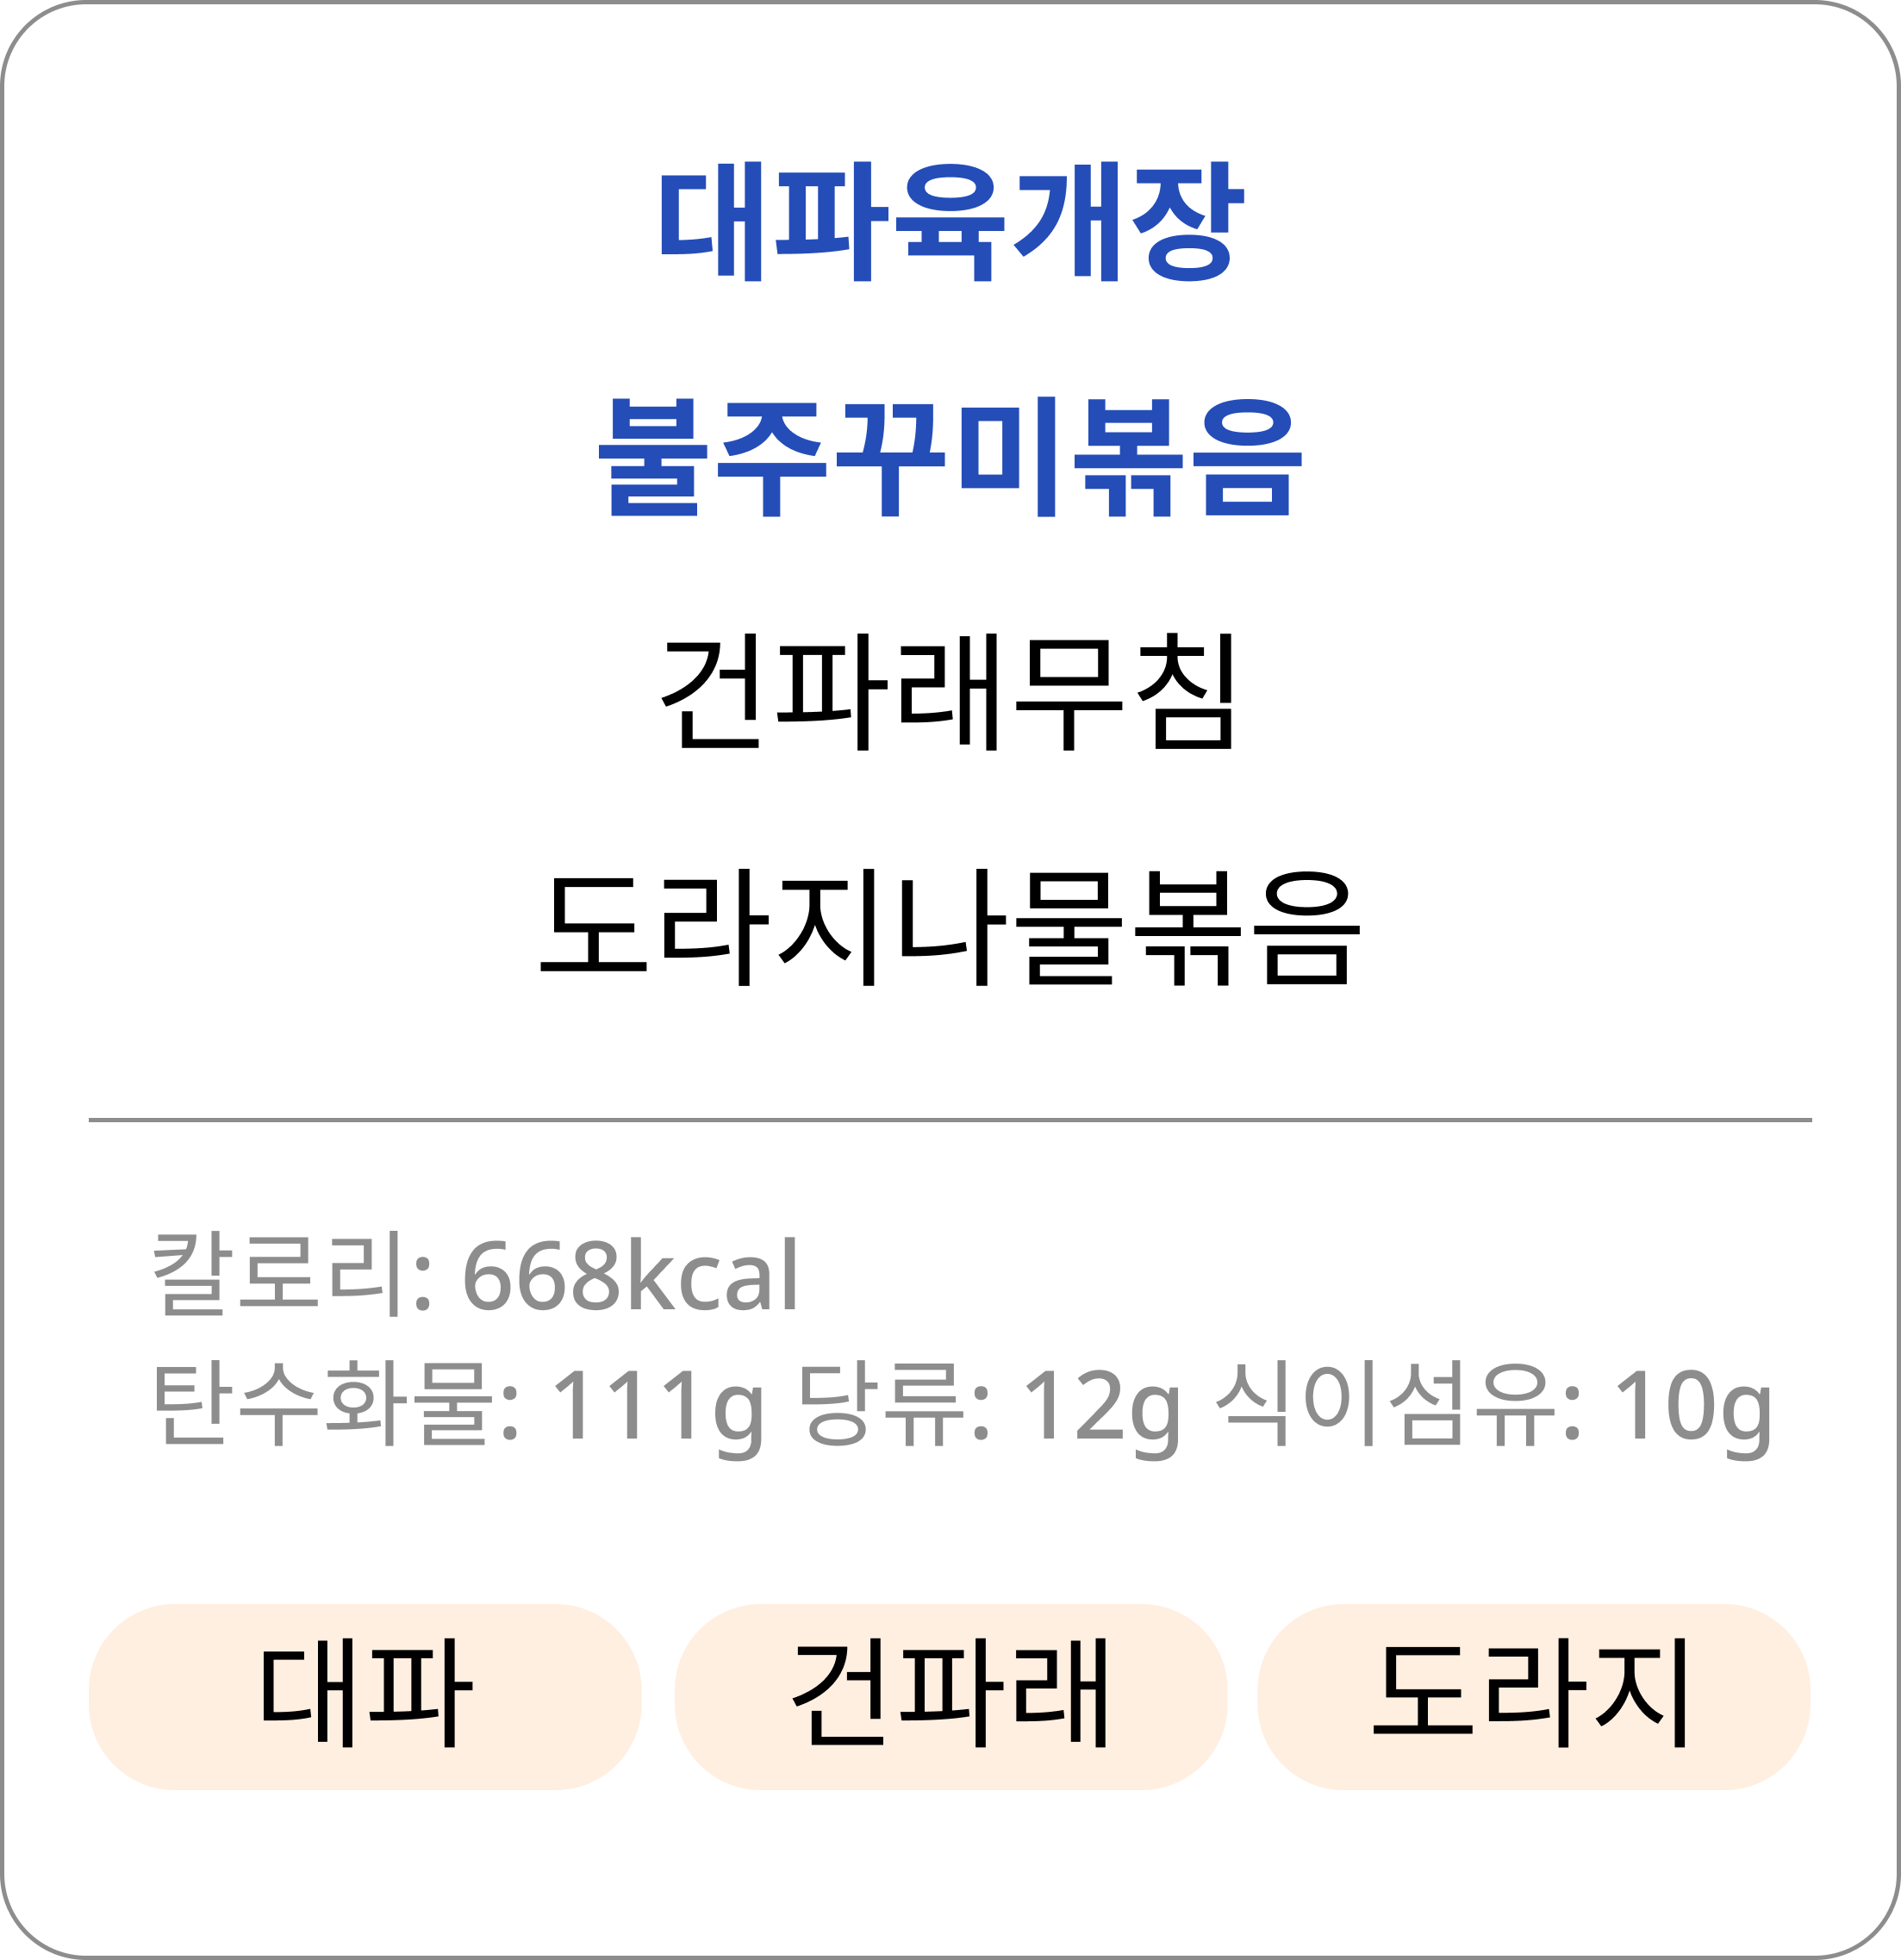 대파육개장
불꾸꾸미볶음
건파래무침
도라지나물볶음
칼로리: 668kcal
탄수화물: 111g 당류: 12g 식이섬유: 10g
대파 건파래 도라지